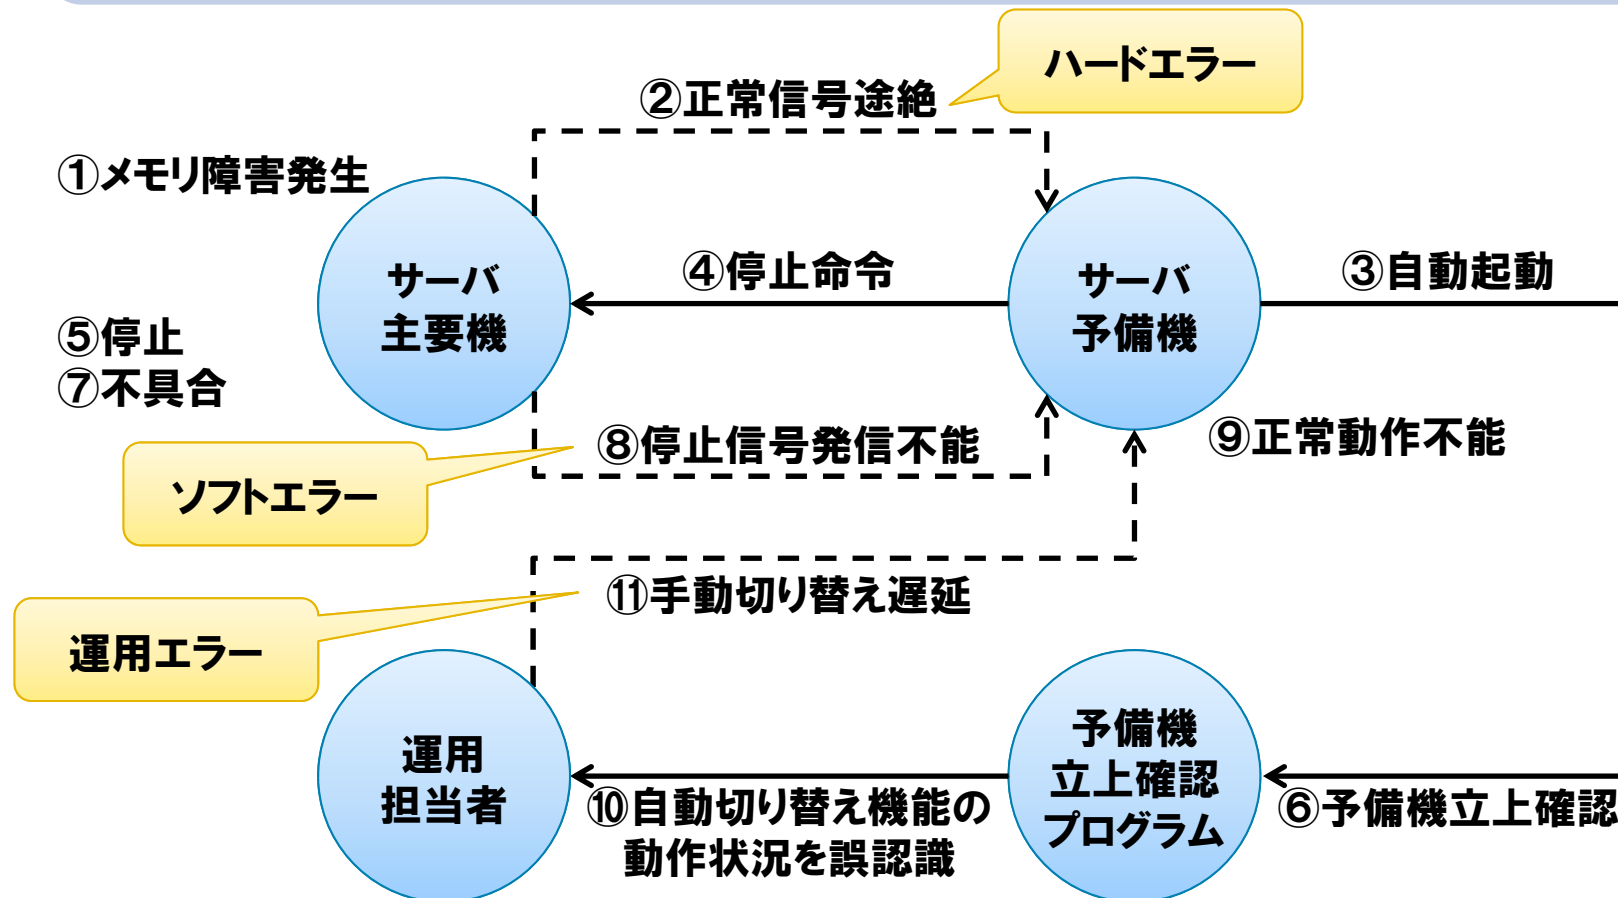 ハードエラー
②正常信号途絶
①メモリ障害発生
サーバ
主要機
④停止命令
サーバ
予備機
③自動起動
⑤停止
⑦不具合
⑧停止信号発信不能
⑨正常動作不能
ソフトエラー
⑪手動切り替え遅延
運用エラー
運用
担当者
⑩自動切り替え機能の
動作状況を誤認識
予備機
立上確認
プログラム
⑥予備機立上確認